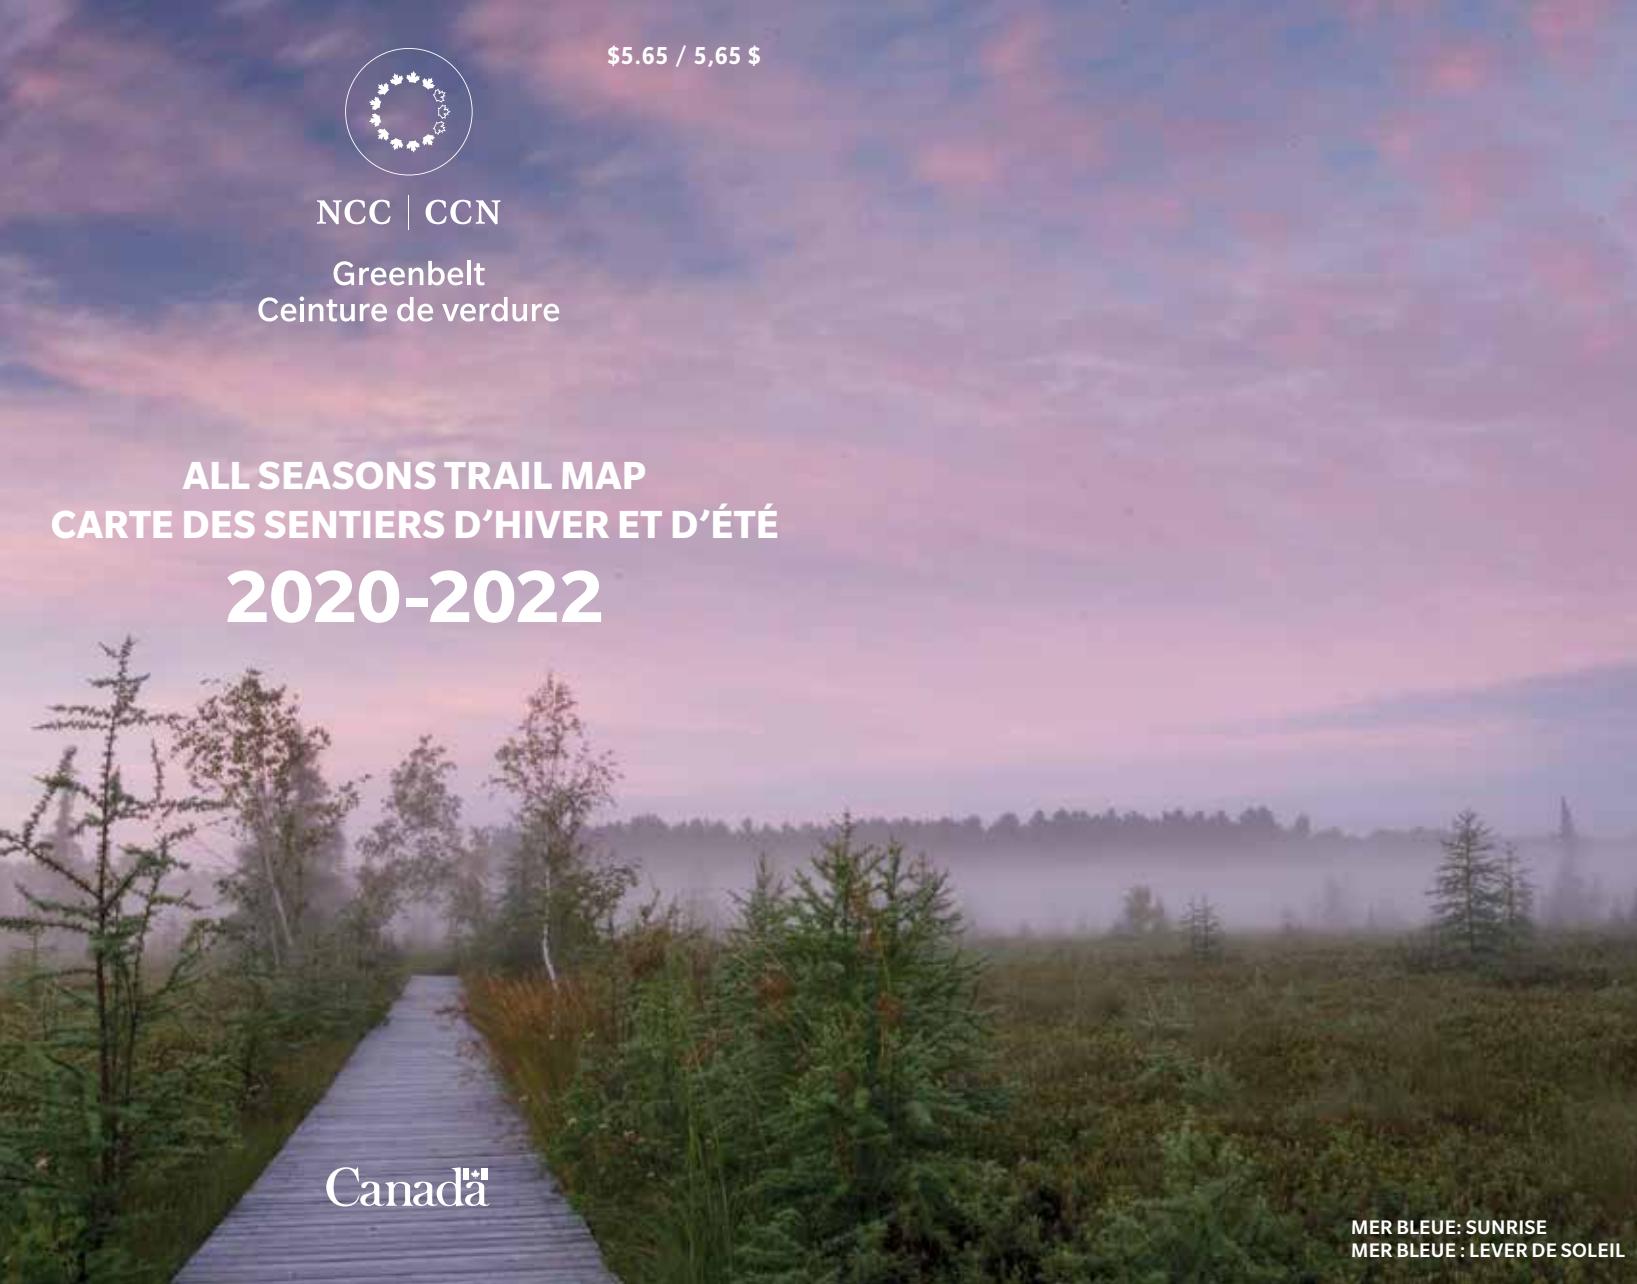 $5.65 / 5,65 $
NCC | CCN
Greenbelt
Ceinture de verdure
ALL SEASONS TRAIL MAP
CARTE DES SENTIERS D’HIVER ET D’ÉTÉ
2020-2022
Canada
MER BLEUE: SUNRISE
MER BLEUE : LEVER DE SOLEIL